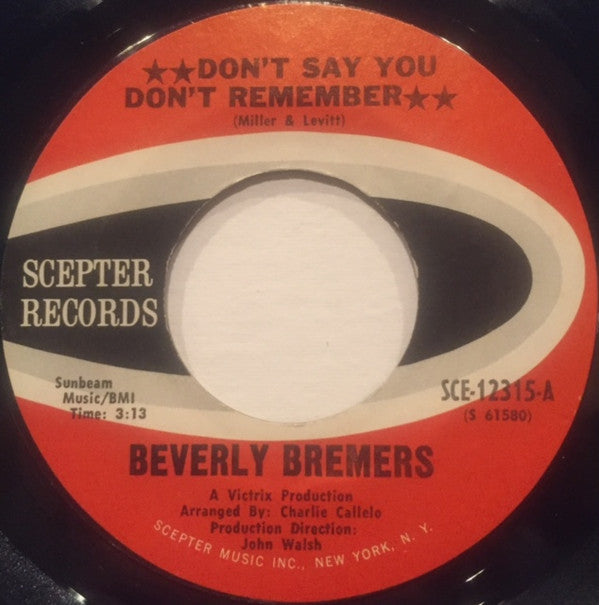 ★★DON'T SAY YOU
DON'T REMEMBER★★
(Miller & Levitt)
SCEPTER
RECORDS
Sunbeam
Music/BMI
Time: 3:13
SCE-12315-A
(S 61580)
BEVERLY BREMERS
A Victrix Production
Arranged By: Charlie Callelo
Production Direction:
John Walsh
SCEPTER MUSIC INC., NEW YORK, N. Y.